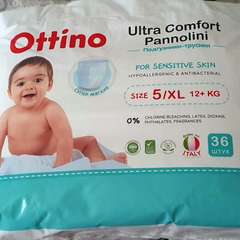 Ottino
Ultra Comfort
Pannolini
Подгузники-трусики
FOR SENSITIVE SKIN
HYPOALLERGENIC & ANTIBACTERIAL
SIZE 5/XL 12+ KG
0% CHLORINE BLEACHING, LATEX, DIOXINS,
PHTHALATES, FRAGRANCES
ITALY
36
ШТУК